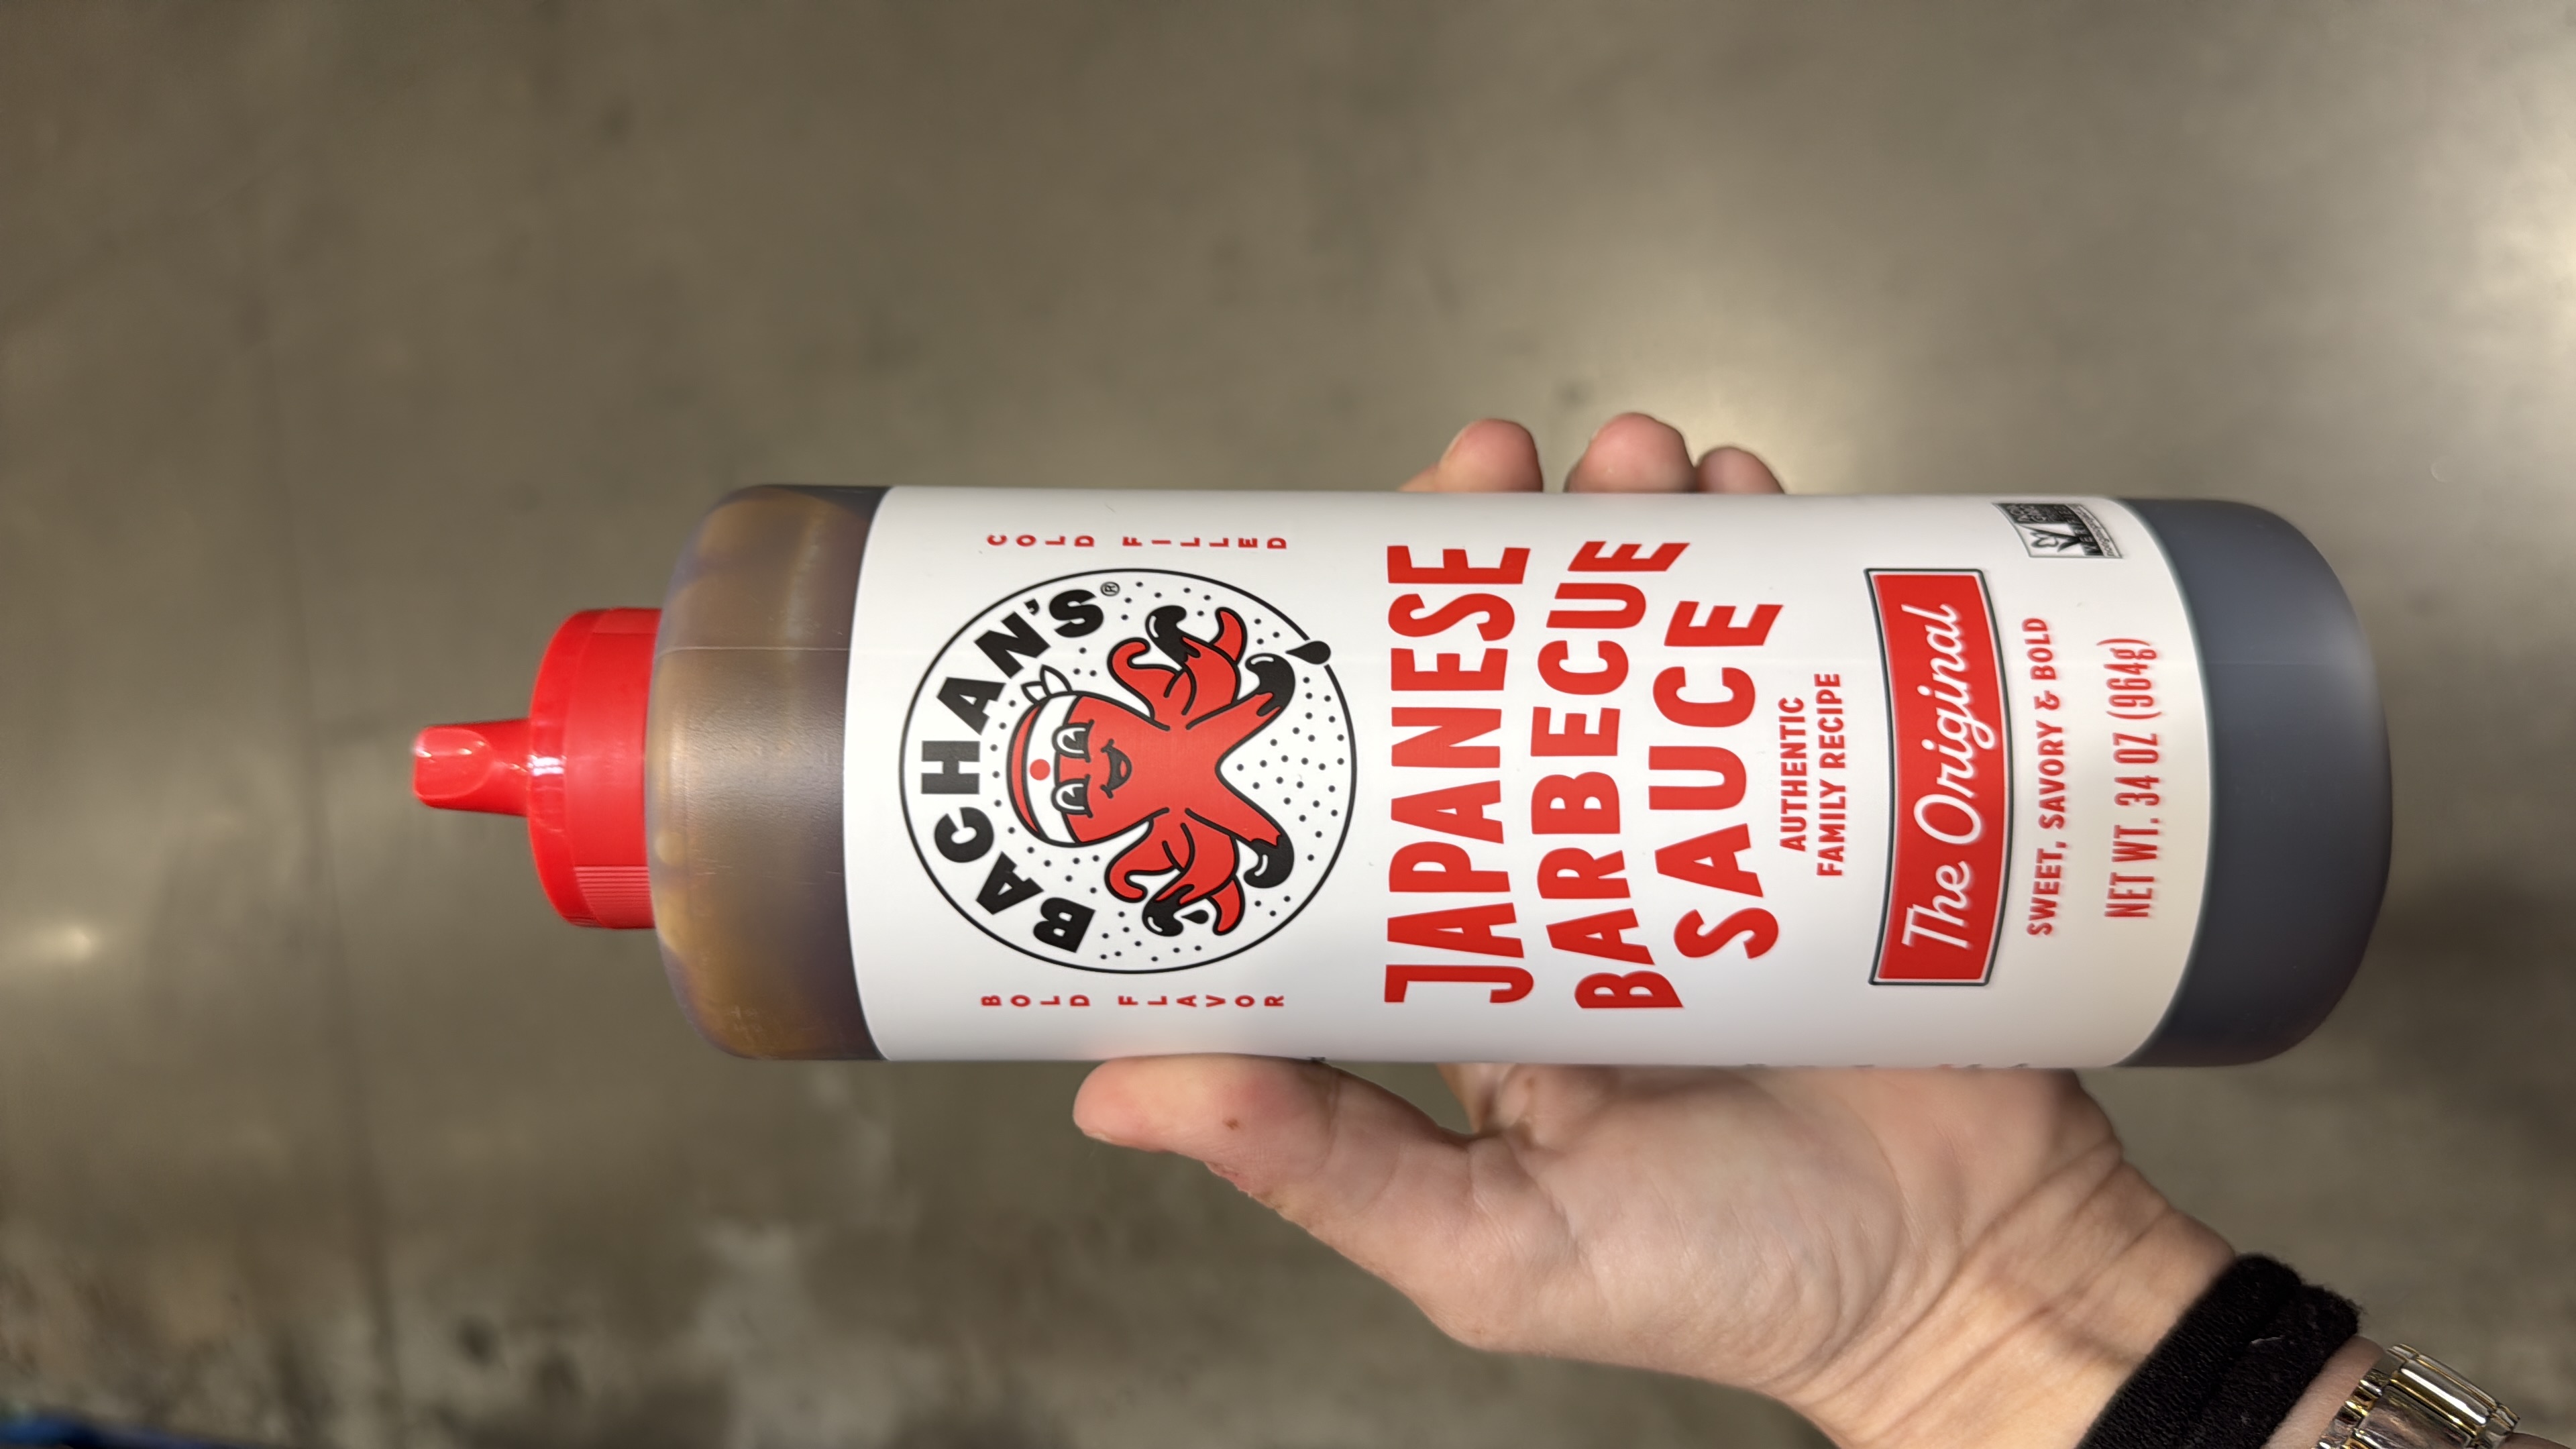 BACHAN'S®
BOLD FLAVOR
COLD FILLED
JAPANESE
BARBECUE
SAUCE
AUTHENTIC
FAMILY RECIPE
The Original
SWEET, SAVORY & BOLD
NET WT. 34 OZ (964g)